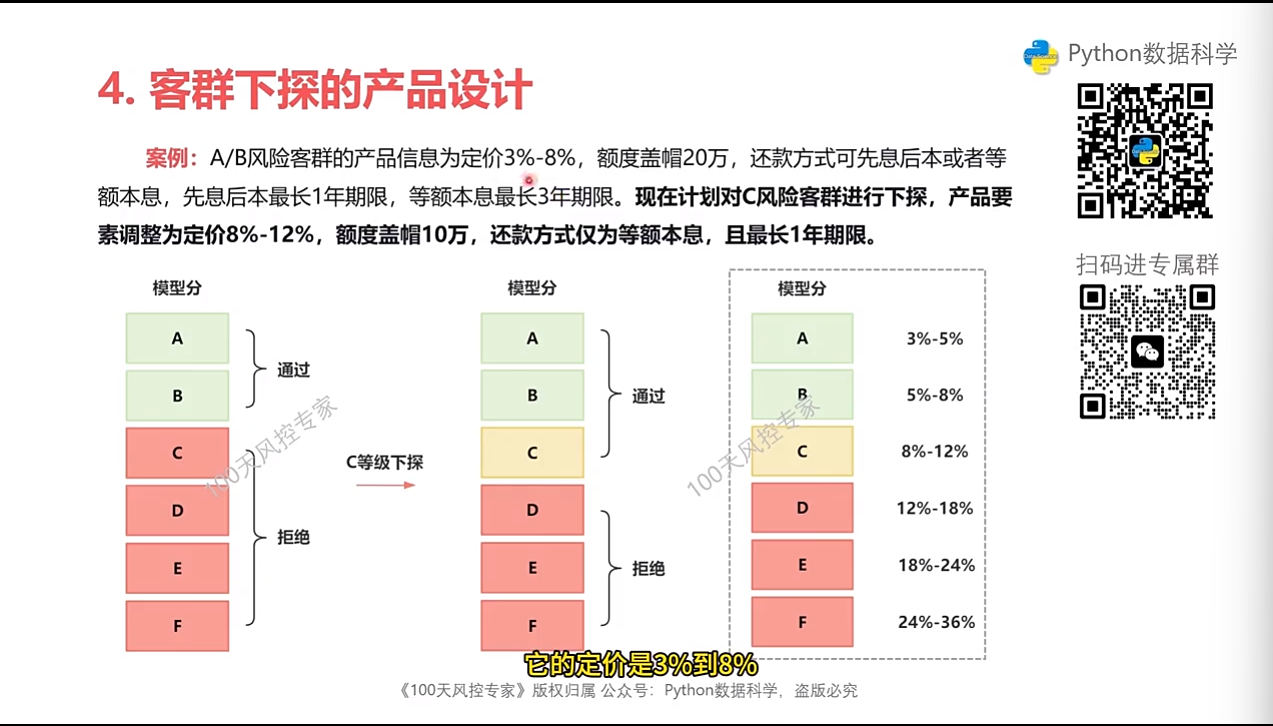 Python数据科学
4. 客群下探的产品设计
案例：A/B风险客群的产品信息为定价3%-8%，额度盖帽20万，还款方式可先息后本或者等
额本息，先息后本最长1年期限，等额本息最长3年期限。现在计划对C风险客群进行下探，产品要
素调整为定价8%-12%，额度盖帽10万，还款方式仅为等额本息，且最长1年期限。
扫码进专属群
模型分
A
B
C
D
E
F
通过
拒绝
C等级下探
模型分
A
B
C
D
E
F
通过
拒绝
模型分
A 3%-5%
B 5%-8%
C 8%-12%
D 12%-18%
E 18%-24%
F 24%-36%
100天风控专家
100天风控专家
它的定价是3%到8%
《100天风控专家》版权归属 公众号：Python数据科学，盗版必究